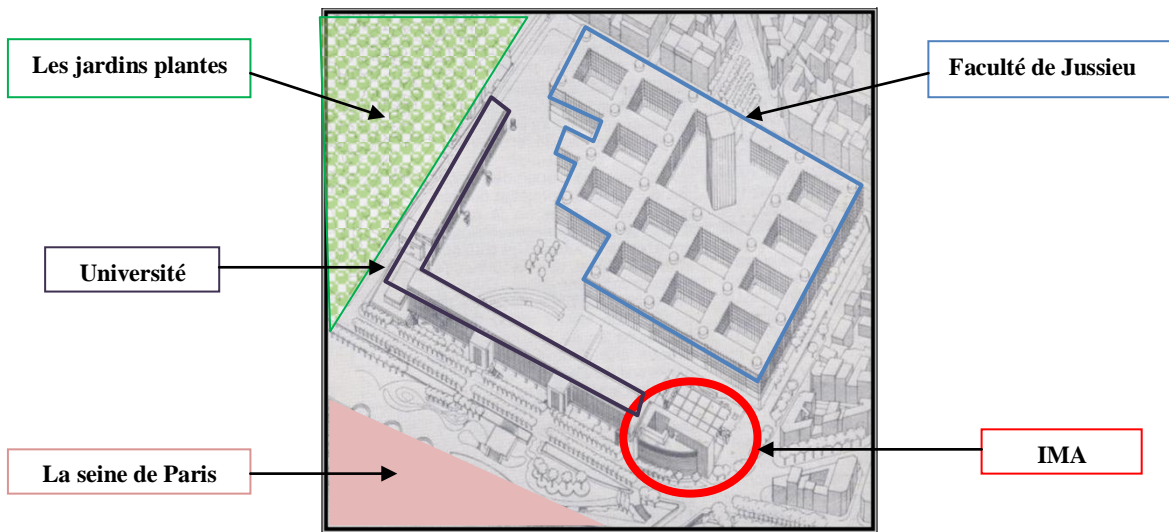 Les jardins plantes
Faculté de Jussieu
Université
La seine de Paris
IMA